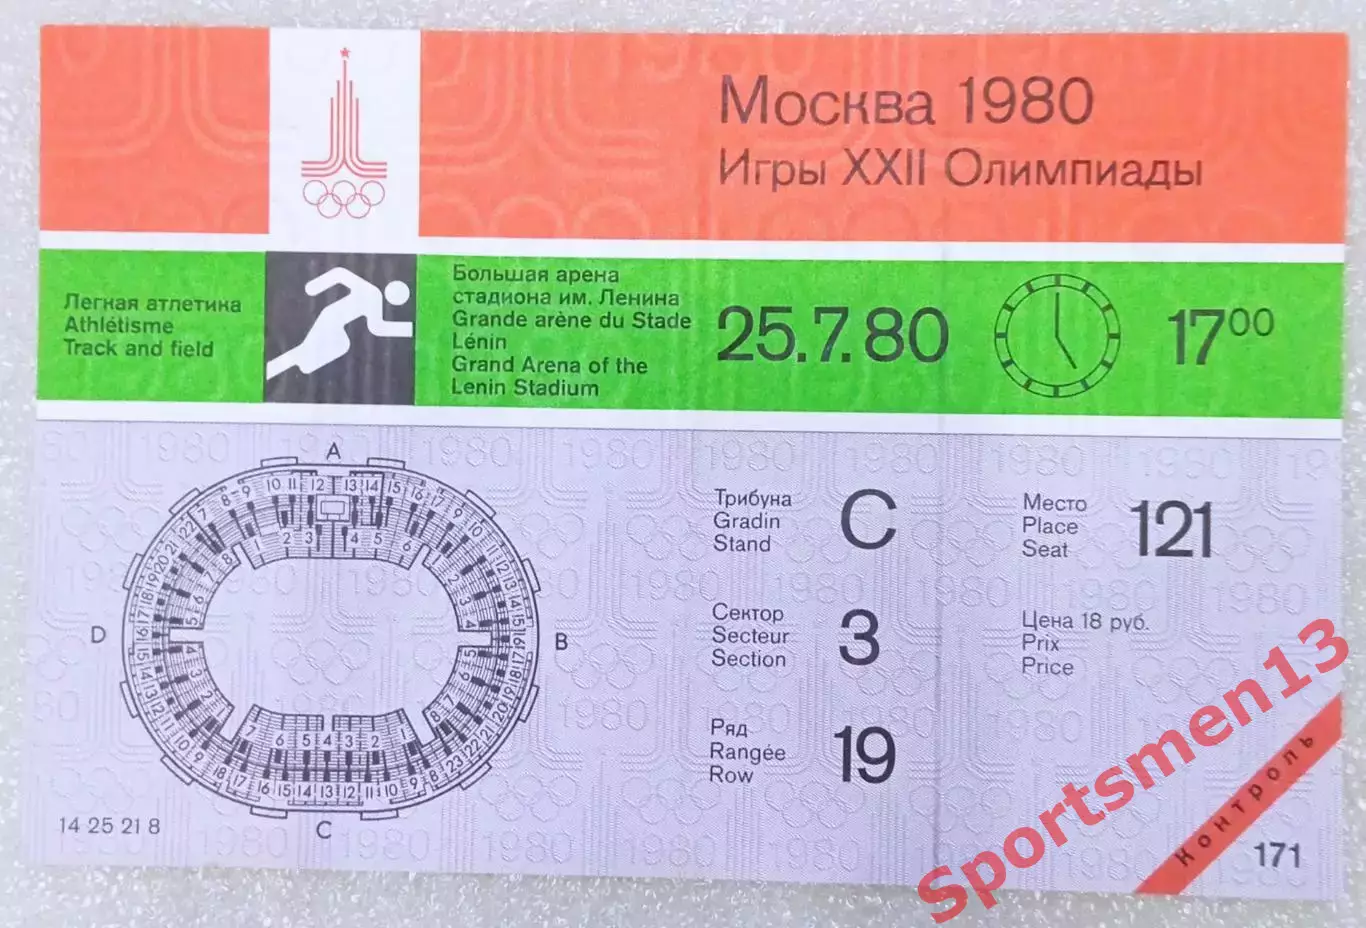 Москва 1980
Игры XXII Олимпиады
Легкая атлетика
Athlétisme
Track and field
Большая арена
стадиона им. Ленина
Grande arène du Stade
Lénin
Grand Arena of the
Lenin Stadium
25.7.80
17⁰⁰
A
B
C
D
Трибуна
Gradin
Stand
C
Место
Place
Seat
121
Сектор
Secteur
Section
3
Цена 18 руб.
Prix
Price
Ряд
Rangée
Row
19
14 25 21 8
Контроль
171
Sportsmen13